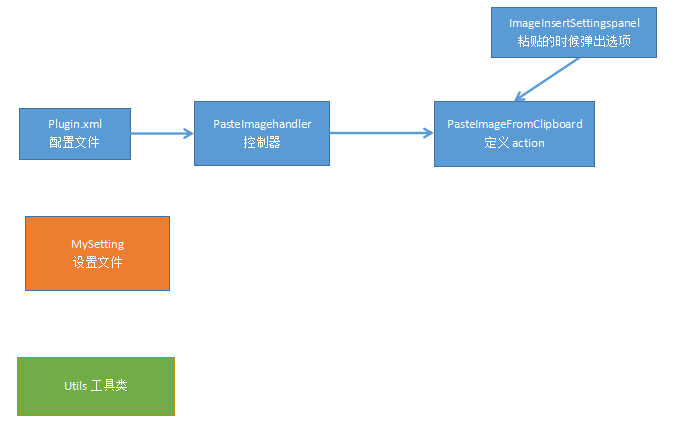 ImageInsertSettingspanel
粘贴的时候弹出选项
Plugin.xml
配置文件
PasteImagehandler
控制器
PasteImageFromClipboard
定义 action
MySetting
设置文件
Utils 工具类